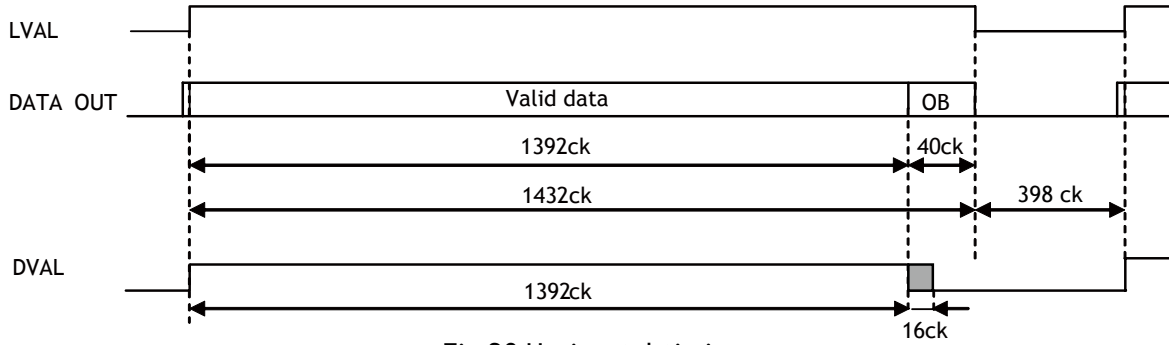 LVAL
DATA OUT
Valid data
OB
1392ck
40ck
1432ck
398 ck
DVAL
1392ck
16ck